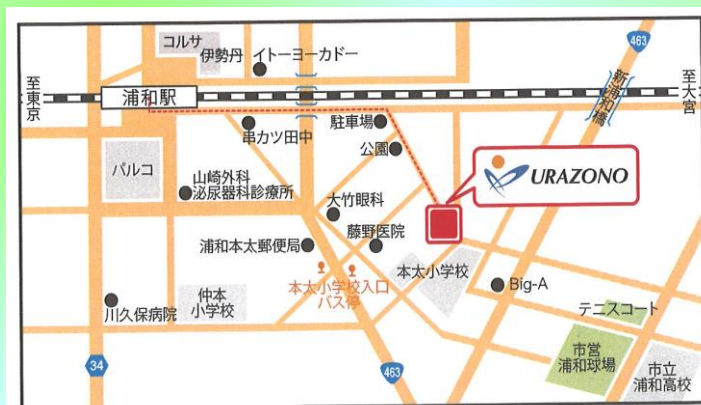 コルサ
伊勢丹
イトーヨーカドー
463
至東京
浦和駅
新浦和橋
至大宮
串カツ田中
駐車場
公園
パルコ
山崎外科
泌尿器科診療所
大竹眼科
URAZONO
浦和本太郵便局
藤野医院
本太小学校
本太小学校入口
バス停
Big-A
川久保病院
仲本
小学校
テニスコート
市営
浦和球場
市立
浦和高校
34
463